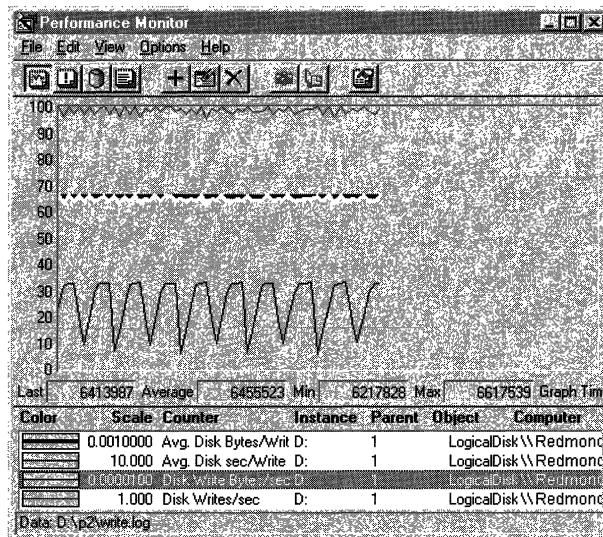 Performance Monitor
File Edit View Options Help
100
90
80
70
60
50
40
30
20
10
0
Last 6413987 Average 6455523 Min 6217828 Max 6617539 Graph Tim
Color Scale Counter Instance Parent Object Computer
0.0010000 Avg. Disk Bytes/Writ D: 1 LogicalDisk \\Redmond
10.000 Avg. Disk sec/Write D: 1 LogicalDisk \\Redmond
0.0000100 Disk Write Bytes/sec D: 1 LogicalDisk \\Redmond
1.000 Disk Writes/sec D: 1 LogicalDisk \\Redmond
Data: D:\p2\write.log